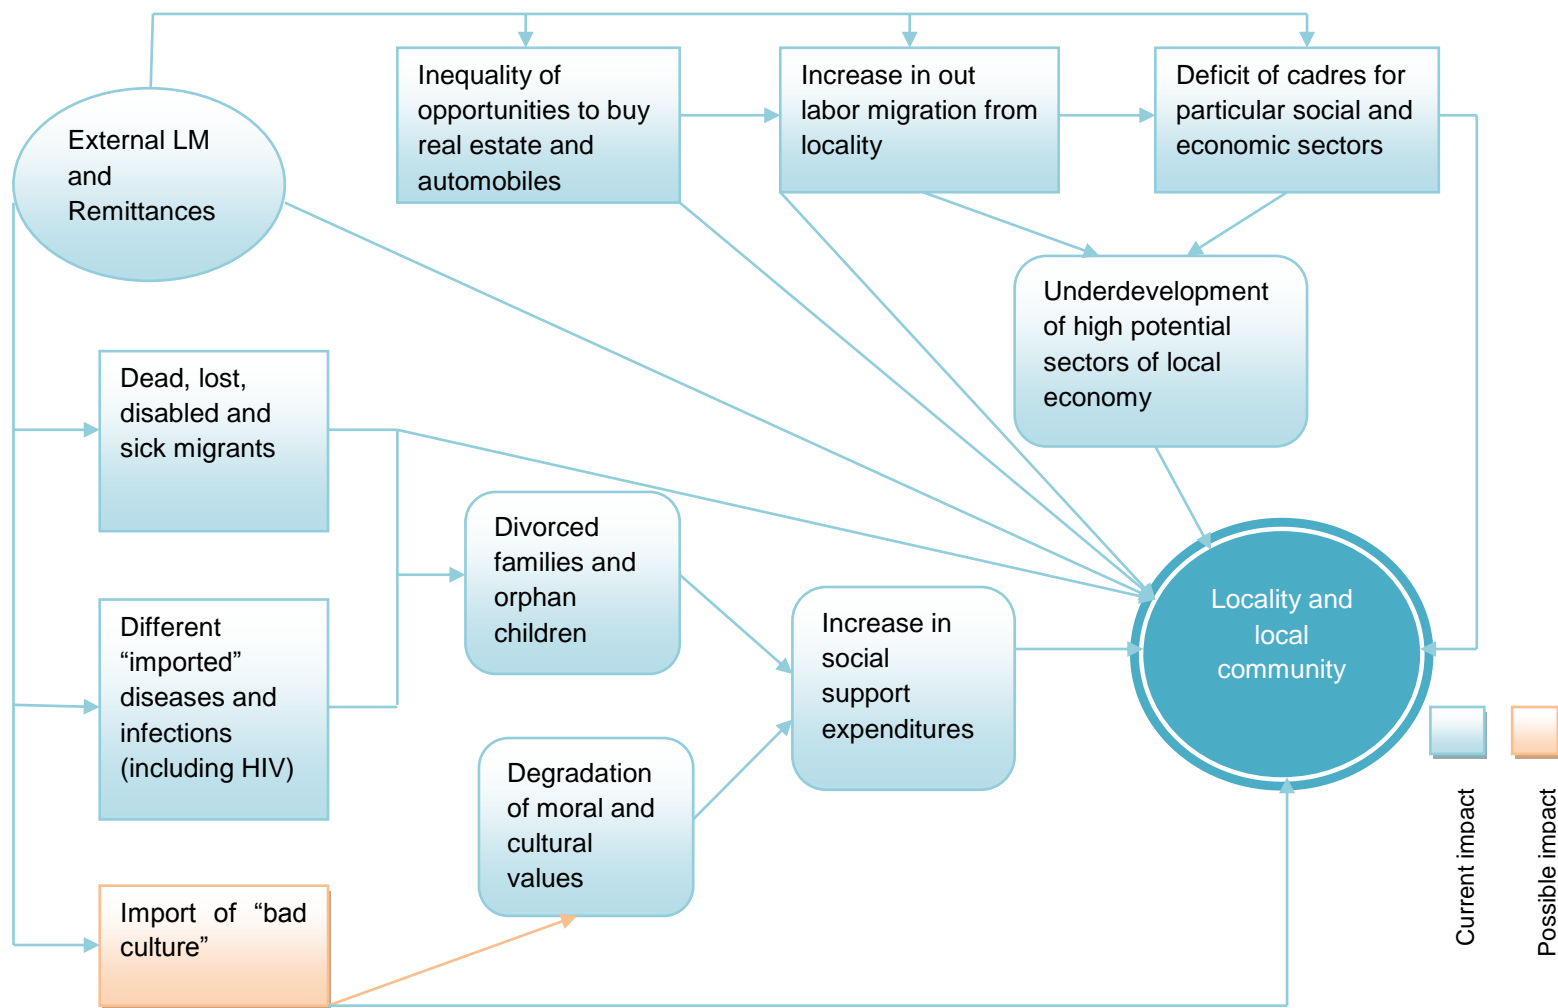 External LM
and
Remittances
Inequality of
opportunities to buy
real estate and
automobiles
Increase in out
labor migration from
locality
Deficit of cadres for
particular social and
economic sectors
Underdevelopment
of high potential
sectors of local
economy
Dead, lost,
disabled and
sick migrants
Divorced
families and
orphan
children
Different
“imported”
diseases and
infections
(including HIV)
Increase in
social
support
expenditures
Locality and
local
community
Degradation
of moral and
cultural
values
Import of “bad
culture”
Current impact
Possible impact